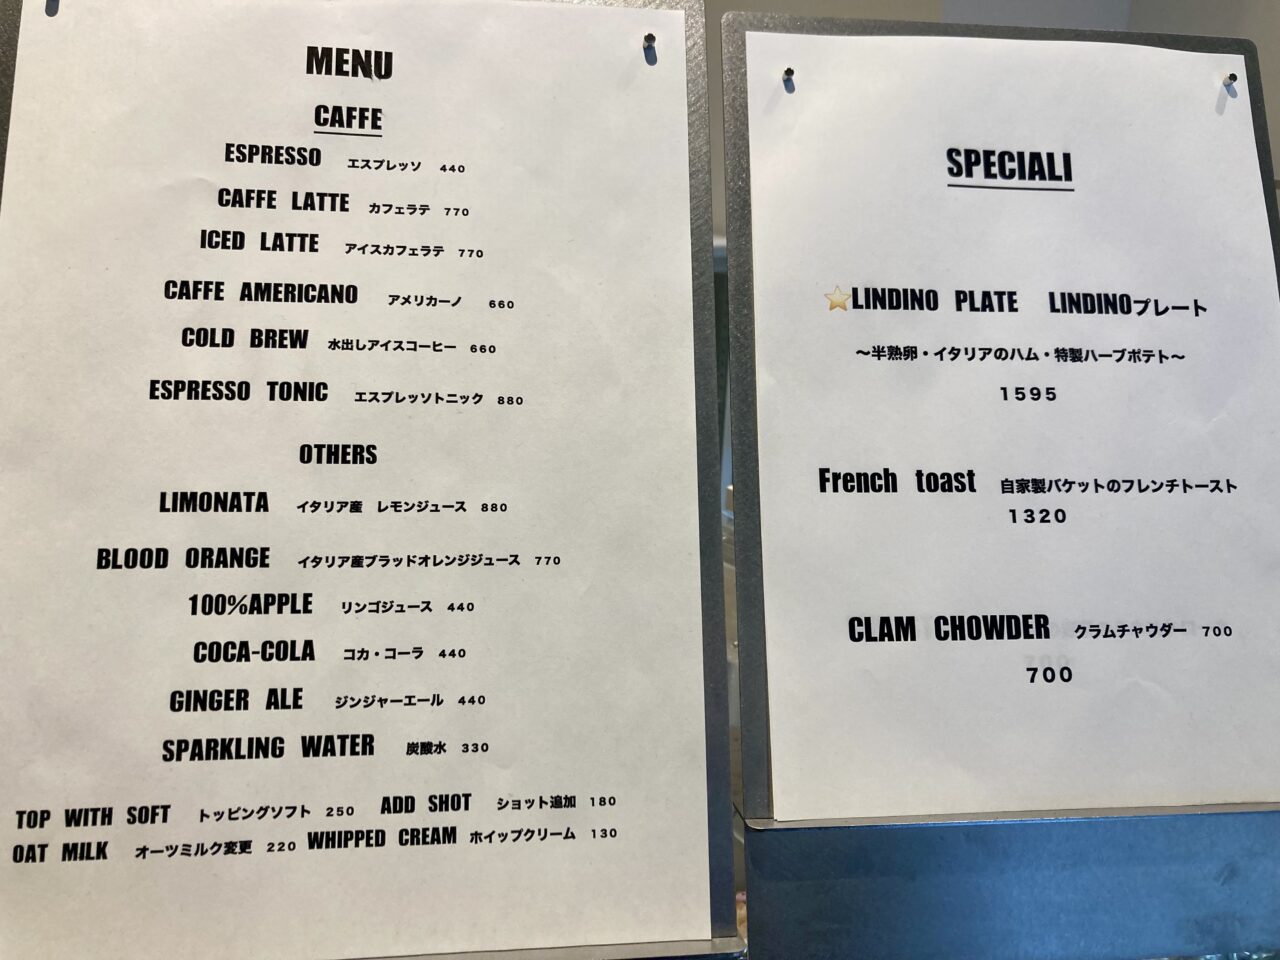 MENU
CAFFE
ESPRESSO エスプレッソ 440
CAFFE LATTE カフェラテ 770
ICED LATTE アイスカフェラテ 770
CAFFE AMERICANO アメリカーノ 660
COLD BREW 水出しアイスコーヒー 660
ESPRESSO TONIC エスプレッソトニック 880
OTHERS
LIMONATA イタリア産 レモンジュース 880
BLOOD ORANGE イタリア産ブラッドオレンジジュース 770
100%APPLE リンゴジュース 440
COCA-COLA コカ・コーラ 440
GINGER ALE ジンジャーエール 440
SPARKLING WATER 炭酸水 330
TOP WITH SOFT トッピングソフト 250 ADD SHOT ショット追加 180
OAT MILK オーツミルク変更 220 WHIPPED CREAM ホイップクリーム 130
SPECIALI
⭐LINDINO PLATE LINDINOプレート
〜半熟卵・イタリアのハム・特製ハーブポテト〜
1595
French toast 自家製バケットのフレンチトースト
1320
CLAM CHOWDER クラムチャウダー 700
700